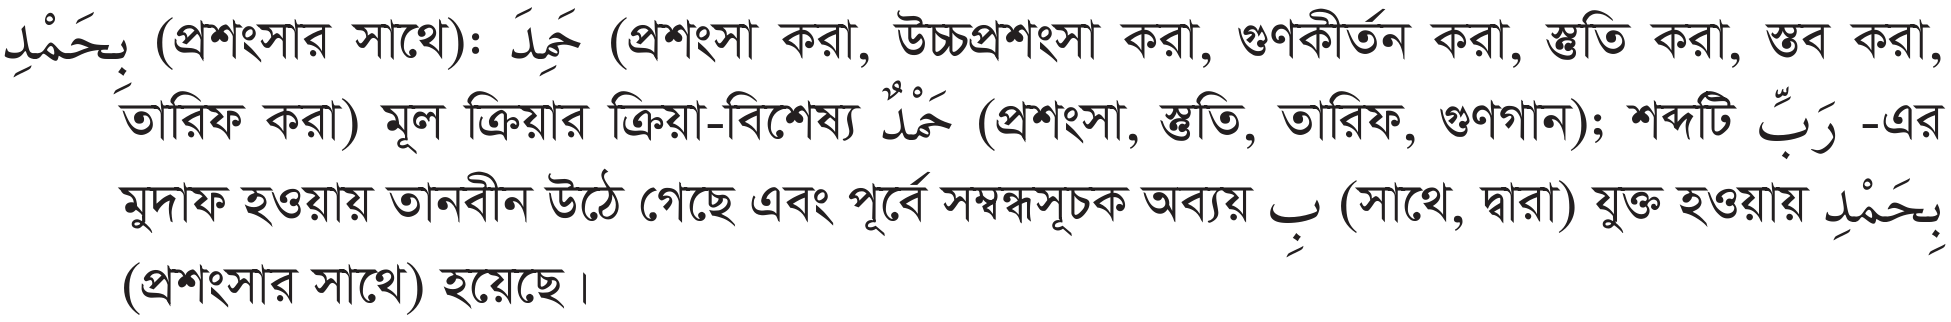 بِحَمْدِ (প্রশংসার সাথে): حَمِدَ (প্রশংসা করা, উচ্চপ্রশংসা করা, গুণকীর্তন করা, স্তুতি করা, স্তব করা,
তারিফ করা) মূল ক্রিয়ার ক্রিয়া-বিশেষ্য حَمْدٌ (প্রশংসা, স্তুতি, তারিফ, গুণগান); শব্দটি رَبِّ -এর
মুদাফ হওয়ায় তানবীন উঠে গেছে এবং পূর্বে সম্বন্ধসূচক অব্যয় بِ (সাথে, দ্বারা) যুক্ত হওয়ায় بِحَمْدِ
(প্রশংসার সাথে) হয়েছে।